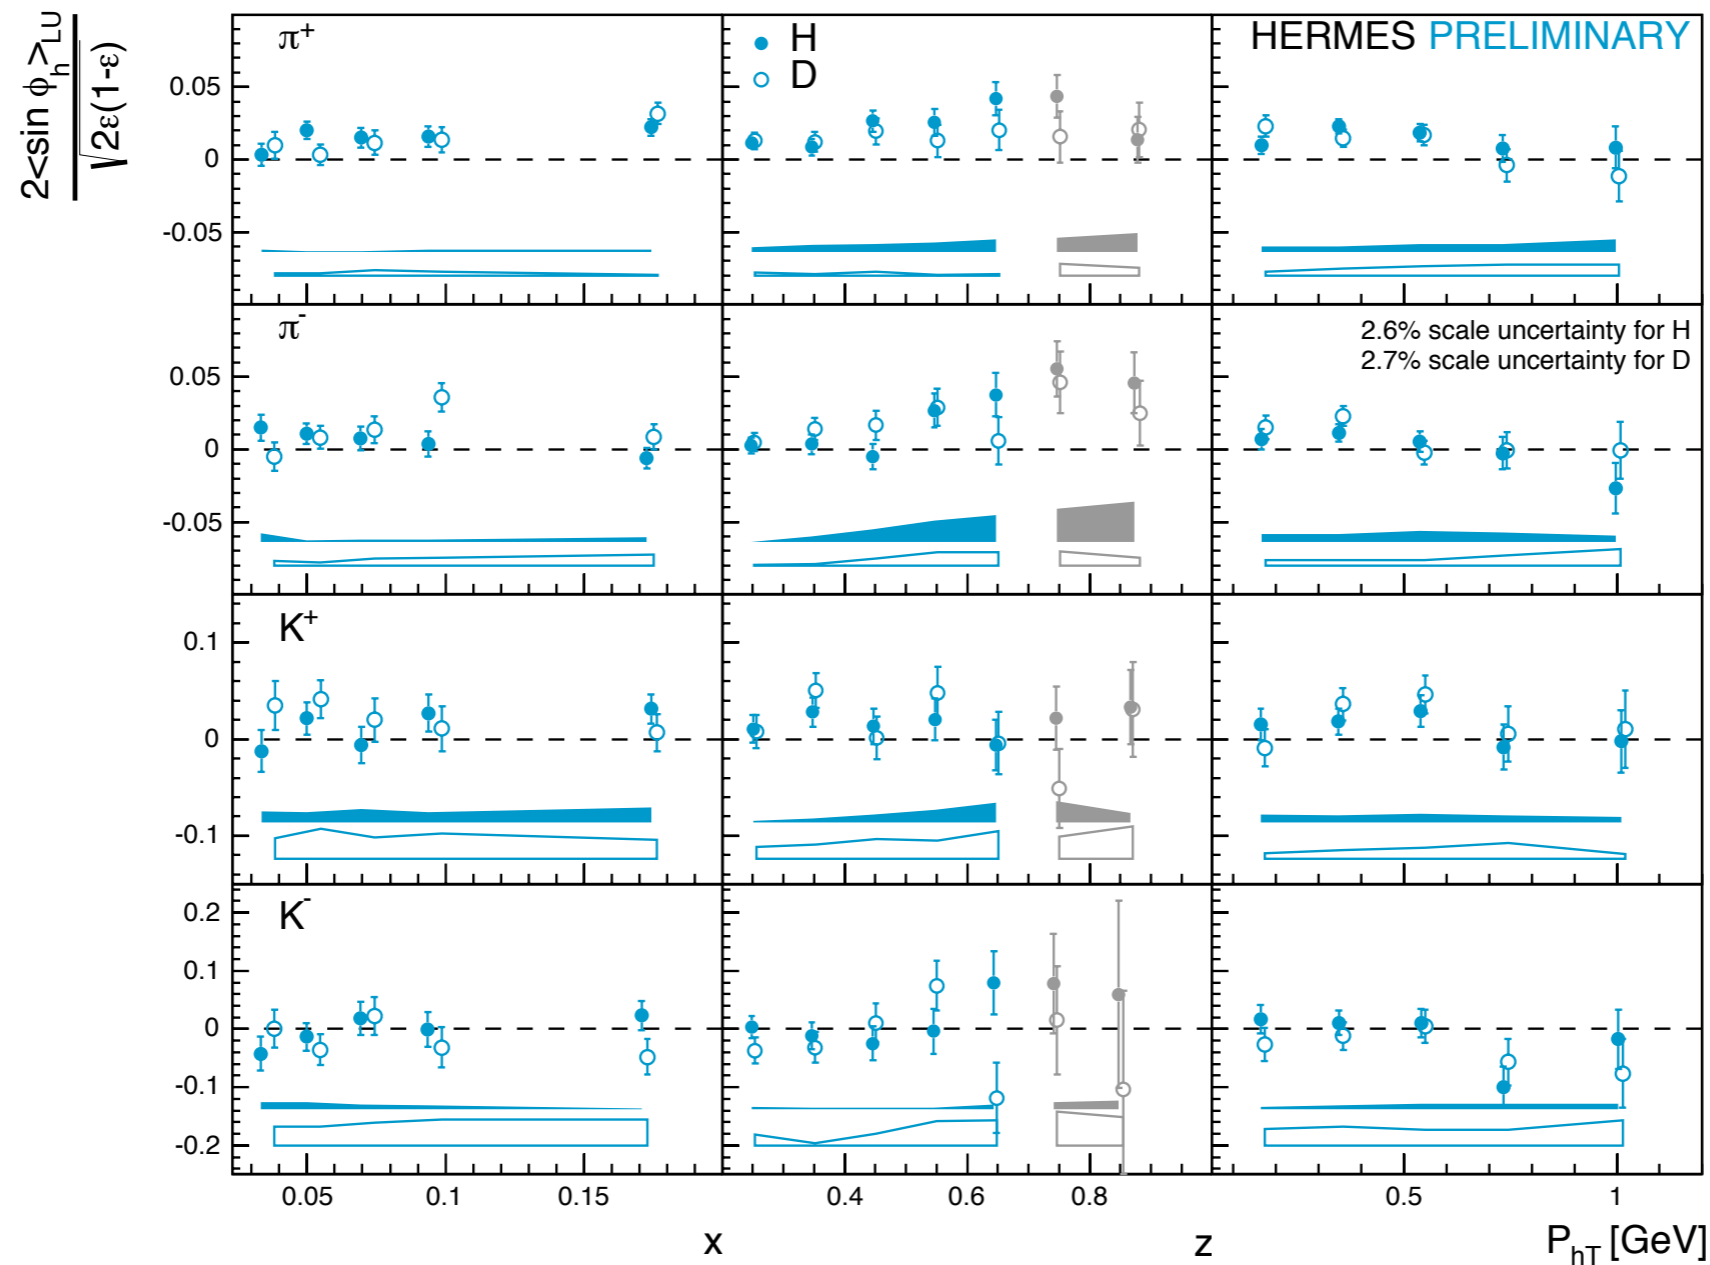 2<sin ϕh>LU
√2ε(1-ε)
π+
H
D
HERMES PRELIMINARY
0.05
0
-0.05
π-
2.6% scale uncertainty for H
2.7% scale uncertainty for D
0.05
0
-0.05
K+
0.1
0
-0.1
K-
0.2
0.1
0
-0.1
-0.2
0.05 0.1 0.15 0.4 0.6 0.8 0.5 1
x z PhT [GeV]